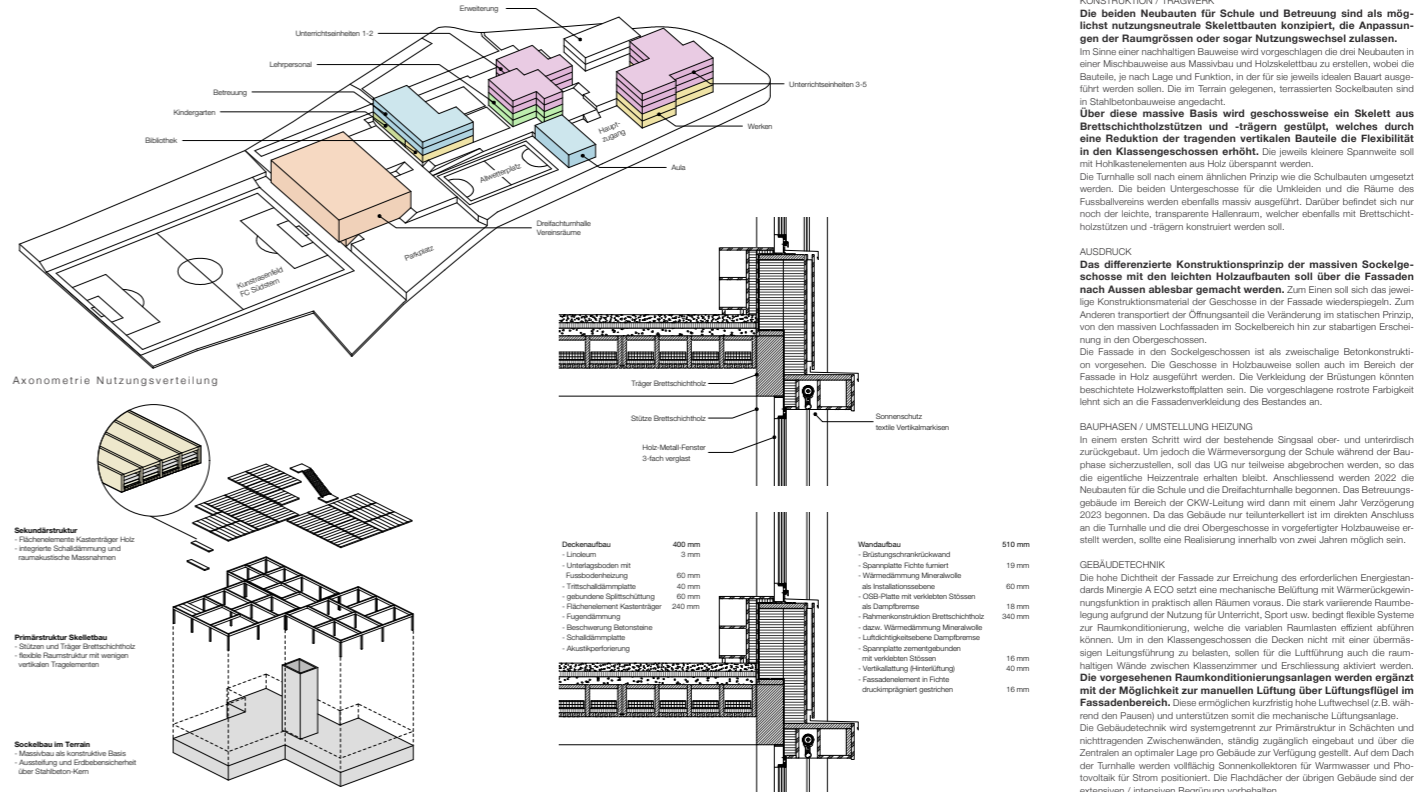 Erweiterung
Unterrichtseinheiten 1-2
Lehrpersonal
Betreuung
Kindergarten
Bibliothek
Unterrichtseinheiten 3-5
Werken
Haupt-
zugang
Allwetterplatz
Aula
Dreifachturnhalle
Vereinsräume
Parkplatz
Kunstrasenfeld
FC Südstern
Axonometrie Nutzungsverteilung
Sekundärstruktur
- Flächenelemente Kastenträger Holz
- integrierte Schalldämmung und
raumakustische Massnahmen
Primärstruktur Skelletbau
- Stützen und Träger Brettschichtholz
- flexible Raumstruktur mit wenigen
vertikalen Tragelementen
Sockelbau im Terrain
- Massivbau als konstruktive Basis
- Aussteifung und Erdbebensicherheit
über Stahlbeton-Kern
Träger Brettschichtholz
Stütze Brettschichtholz
Holz-Metall-Fenster
3-fach verglast
Sonnenschutz
textile Vertikalmarkisen
Deckenaufbau 400 mm
- Linoleum 3 mm
- Unterlagsboden mit
Fussbodenheizung 60 mm
- Trittschalldämmplatte 40 mm
- gebundene Splittschüttung 60 mm
- Flächenelement Kastenträger 240 mm
- Fugendämmung
- Beschwerung Betonsteine
- Schalldämmplatte
- Akustikperforierung
Wandaufbau 510 mm
- Brüstungschrankrückwand
- Spannplatte Fichte furniert 19 mm
- Wärmedämmung Mineralwolle
als Installationssebene 60 mm
- OSB-Platte mit verklebten Stössen
als Dampfbremse 18 mm
- Rahmenkonstruktion Brettschichtholz 340 mm
- dazw. Wärmedämmung Mineralwolle
- Luftdichtigkeitsebene Dampfbremse
- Spannplatte zementgebunden
mit verklebten Stössen 16 mm
- Vertikallattung (Hinterlüftung) 40 mm
- Fassadenelement in Fichte
druckimprägniert gestrichen 16 mm
KONSTRUKTION / TRAGWERK
Die beiden Neubauten für Schule und Betreuung sind als mög-
lichst nutzungsneutrale Skelettbauten konzipiert, die Anpassun-
gen der Raumgrössen oder sogar Nutzungswechsel zulassen.
Im Sinne einer nachhaltigen Bauweise wird vorgeschlagen die drei Neubauten in
einer Mischbauweise aus Massivbau und Holzskelettbau zu erstellen, wobei die
Bauteile, je nach Lage und Funktion, in der für sie jeweils idealen Bauart ausge-
führt werden sollen. Die im Terrain gelegenen, terrassierten Sockelbauten sind
in Stahlbetonbauweise angedacht.
Über diese massive Basis wird geschossweise ein Skelett aus
Brettschichtholzstützen und -trägern gestülpt, welches durch
eine Reduktion der tragenden vertikalen Bauteile die Flexibilität
in den Klassengeschossen erhöht. Die jeweils kleinere Spannweite soll
mit Hohlkastenelementen aus Holz überspannt werden.
Die Turnhalle soll nach einem ähnlichen Prinzip wie die Schulbauten umgesetzt
werden. Die beiden Untergeschosse für die Umkleiden und die Räume des
Fussballvereins werden ebenfalls massiv ausgeführt. Darüber befindet sich nur
noch der leichte, transparente Hallenraum, welcher ebenfalls mit Brettschicht-
holzstützen und -trägern konstruiert werden soll.
AUSDRUCK
Das differenzierte Konstruktionsprinzip der massiven Sockelge-
schosse mit den leichten Holzaufbauten soll über die Fassaden
nach Aussen ablesbar gemacht werden. Zum Einen soll sich das jewei-
lige Konstruktionsmaterial der Geschosse in der Fassade wiederspiegeln. Zum
Anderen transportiert der Öffnungsanteil die Veränderung im statischen Prinzip,
von den massiven Lochfassaden im Sockelbereich hin zur stabartigen Erschei-
nung in den Obergeschossen.
Die Fassade in den Sockelgeschossen ist als zweischalige Betonkonstrukti-
on vorgesehen. Die Geschosse in Holzbauweise sollen auch im Bereich der
Fassade in Holz ausgeführt werden. Die Verkleidung der Brüstungen könnten
beschichtete Holzwerkstoffplatten sein. Die vorgeschlagene rostrote Farbigkeit
lehnt sich an die Fassadenverkleidung des Bestandes an.
BAUPHASEN / UMSTELLUNG HEIZUNG
In einem ersten Schritt wird der bestehende Singsaal ober- und unterirdisch
zurückgebaut. Um jedoch die Wärmeversorgung der Schule während der Bau-
phase sicherzustellen, soll das UG nur teilweise abgebrochen werden, so das
die eigentliche Heizzentrale erhalten bleibt. Anschliessend werden 2022 die
Neubauten für die Schule und die Dreifachturnhalle begonnen. Das Betreuungs-
gebäude im Bereich der CKW-Leitung wird dann mit einem Jahr Verzögerung
2023 begonnen. Da das Gebäude nur teilunterkellert ist im direkten Anschluss
an die Turnhalle und die drei Obergeschosse in vorgefertigter Holzbauweise er-
stellt werden, sollte eine Realisierung innerhalb von zwei Jahren möglich sein.
GEBÄUDETECHNIK
Die hohe Dichtheit der Fassade zur Erreichung des erforderlichen Energiestan-
dards Minergie A ECO setzt eine mechanische Belüftung mit Wärmerückgewin-
nungsfunktion in praktisch allen Räumen voraus. Die stark variierende Raumbe-
legung aufgrund der Nutzung für Unterricht, Sport usw. bedingt flexible Systeme
zur Raumkonditionierung, welche die variablen Raumlasten effizient abführen
können. Um in den Klassengeschossen die Decken nicht mit einer übermäs-
sigen Leitungsführung zu belasten, sollen für die Luftführung auch die raum-
haltigen Wände zwischen Klassenzimmer und Erschliessung aktiviert werden.
Die vorgesehenen Raumkonditionierungsanlagen werden ergänzt
mit der Möglichkeit zur manuellen Lüftung über Lüftungsflügel im
Fassadenbereich. Diese ermöglichen kurzfristig hohe Luftwechsel (z.B. wäh-
rend den Pausen) und unterstützen somit die mechanische Lüftungsanlage.
Die Gebäudetechnik wird systemgetrennt zur Primärstruktur in Schächten und
nichttragenden Zwischenwänden, ständig zugänglich eingebaut und über die
Zentralen an optimaler Lage pro Gebäude zur Verfügung gestellt. Auf dem Dach
der Turnhalle werden vollflächig Sonnenkollektoren für Warmwasser und Pho-
tovoltaik für Strom positioniert. Die Flachdächer der übrigen Gebäude sind der
extensiven / intensiven Begrünung vorbehalten.